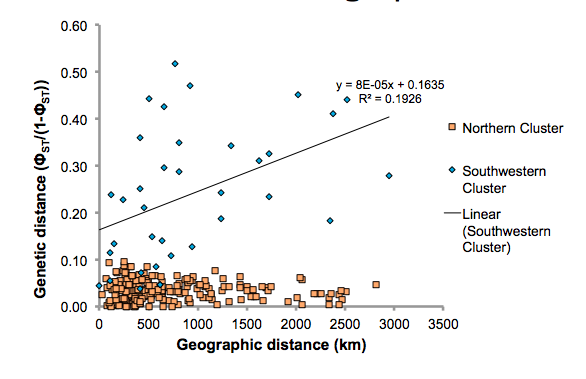 0.60
0.50
0.40
0.30
0.20
0.10
0.00
Genetic distance (ΦST/(1-ΦST))
y = 8E-05x + 0.1635
R² = 0.1926
Northern Cluster
Southwestern
Cluster
Linear
(Southwestern
Cluster)
0 500 1000 1500 2000 2500 3000 3500
Geographic distance (km)